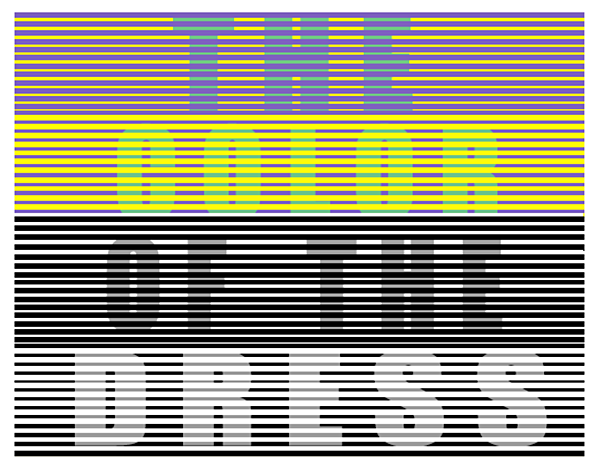 THE
COLOR
OF THE
DRESS